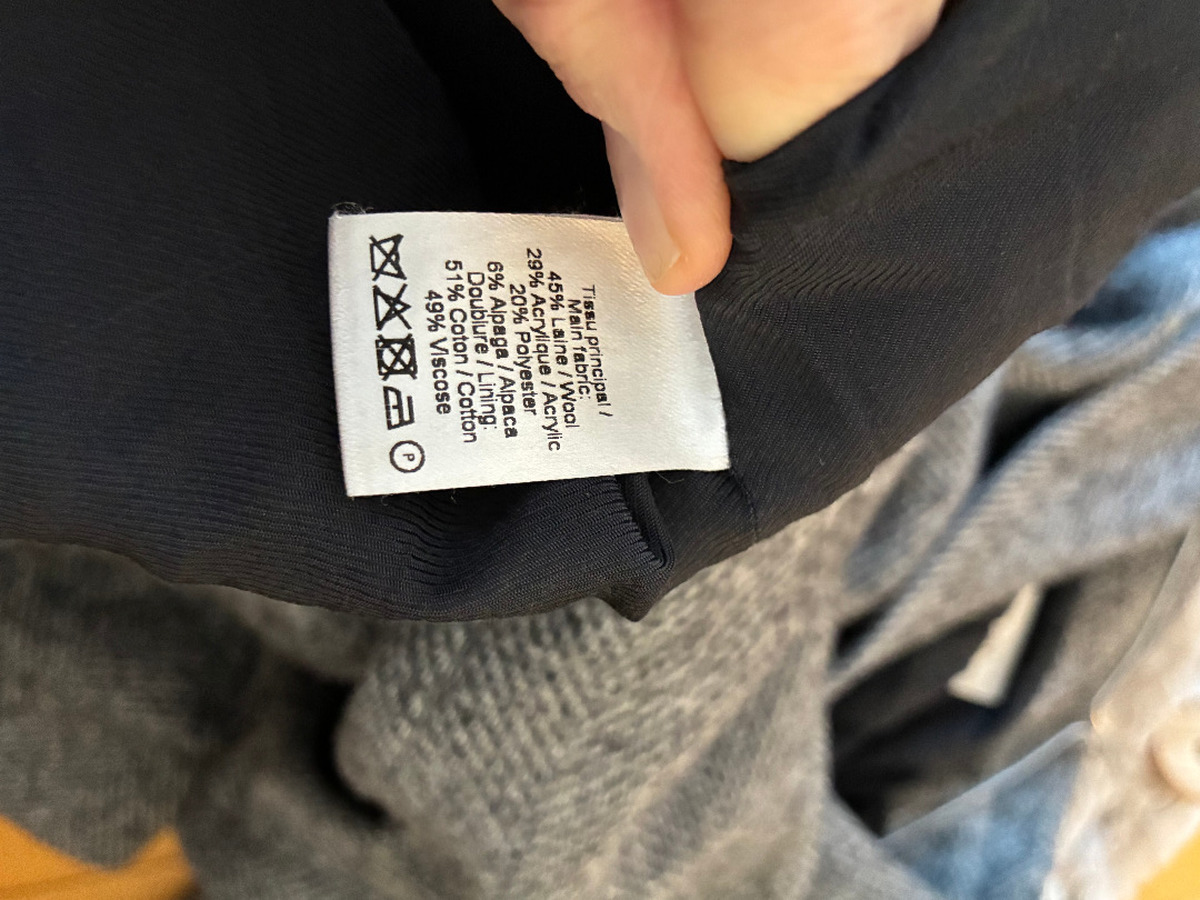 Tissu principal /
Main fabric:
45% Laine / Wool
29% Acrylique / Acrylic
20% Polyester
6% Alpaga / Alpaca
Doublure / Lining:
51% Coton / Cotton
49% Viscose
P